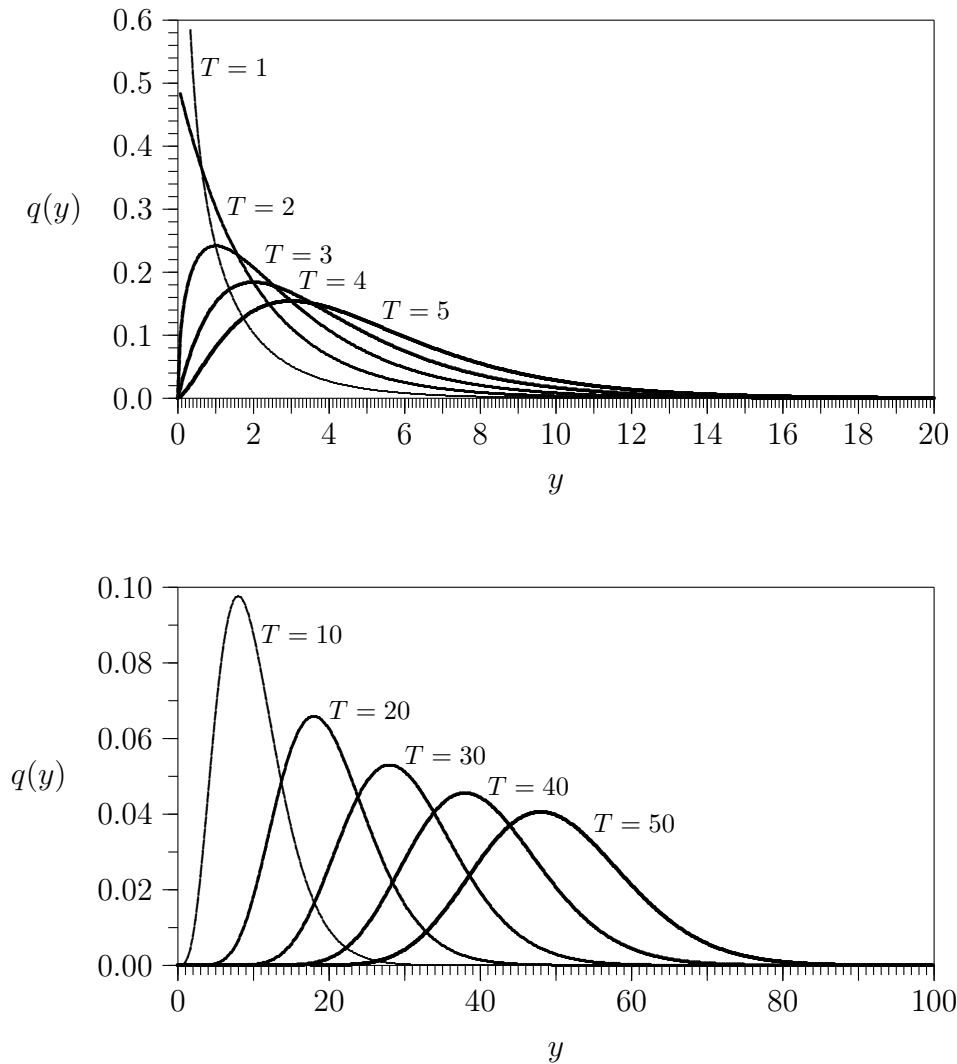 0.6
T = 1
0.5
0.4
0.3
q(y)
T = 2
T = 3
0.2
T = 4
T = 5
0.1
0.0
0 2 4 6 8 10 12 14 16 18 20
y
0.10
T = 10
0.08
T = 20
0.06
T = 30
q(y)
T = 40
0.04
T = 50
0.02
0.00
0 20 40 60 80 100
y